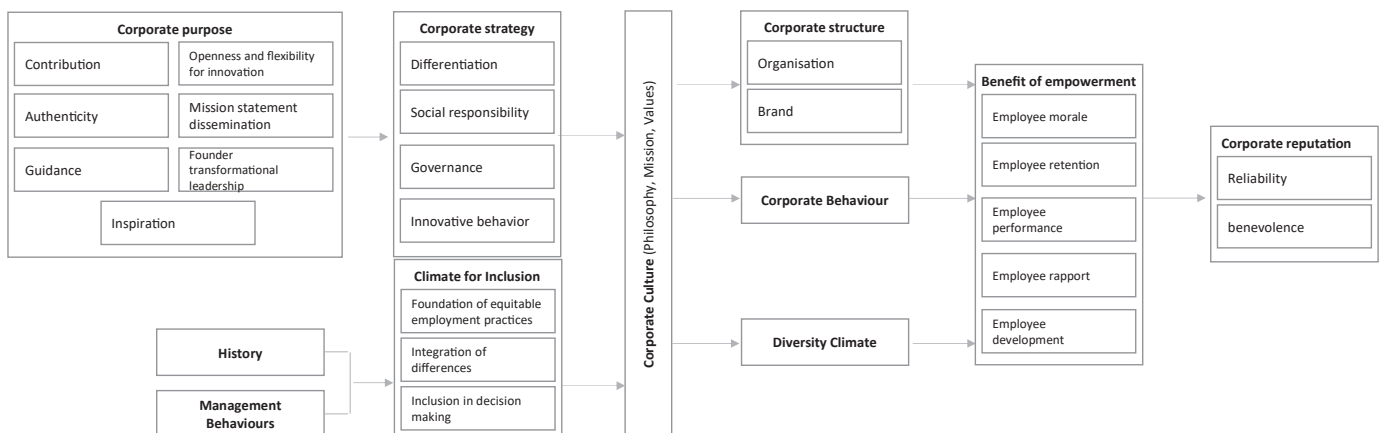 Corporate purpose
Contribution
Openness and flexibility
for innovation
Authenticity
Mission statement
dissemination
Guidance
Founder
transformational
leadership
Inspiration
Corporate strategy
Differentiation
Social responsibility
Governance
Innovative behavior
Climate for Inclusion
Foundation of equitable
employment practices
Integration of
differences
Inclusion in decision
making
History
Management
Behaviours
Corporate Culture (Philosophy, Mission, Values)
Corporate structure
Organisation
Brand
Corporate Behaviour
Diversity Climate
Benefit of empowerment
Employee morale
Employee retention
Employee
performance
Employee rapport
Employee
development
Corporate reputation
Reliability
benevolence